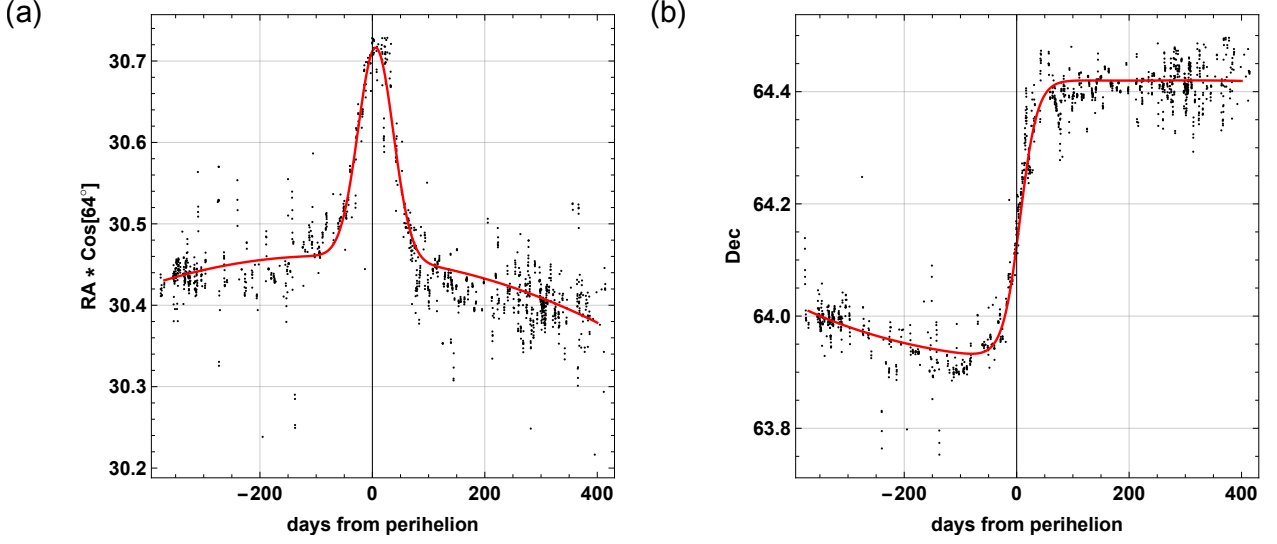 (a)
RA * Cos[64°]
30.7
30.6
30.5
30.4
30.3
30.2
−200 0 200 400
days from perihelion
(b)
Dec
64.4
64.2
64.0
63.8
−200 0 200 400
days from perihelion